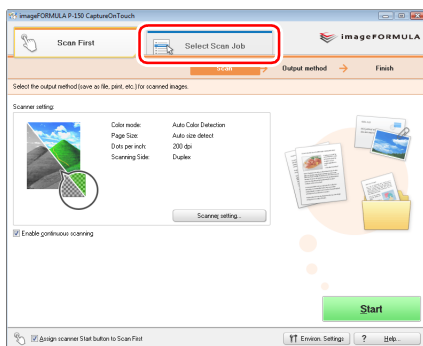 imageFORMULA P-150 CaptureOnTouch
Scan First
Select Scan Job
imageFORMULA
Scan
Output method
Finish
Select the output method (save as file, print, etc.) for scanned images.
Scanner setting:
Color mode: Auto Color Detection
Page Size: Auto size detect
Dots per inch: 200 dpi
Scanning Side: Duplex
Scanner setting...
Enable continuous scanning
Start
Assign scanner Start button to Scan First
Environ. Settings
? Help...